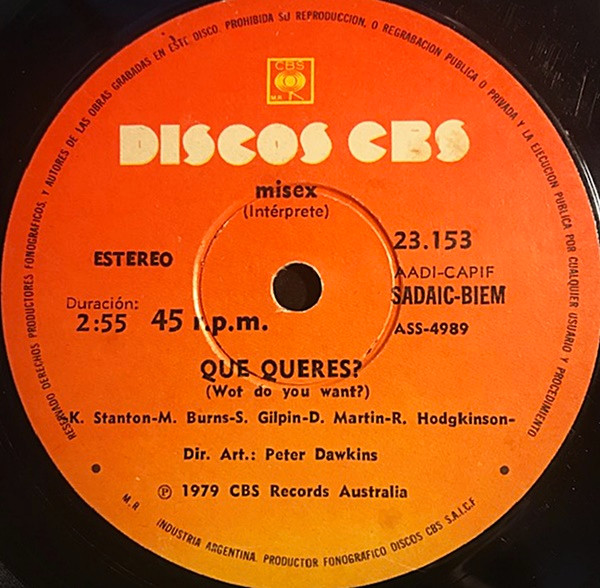 RESERVADO DERECHOS PRODUCTORES FONOGRAFICOS, Y AUTORES DE LAS OBRAS GRABADAS EN ESTE DISCO. PROHIBIDA SU REPRODUCCION, O REGRABACION PUBLICA O PRIVADA Y LA EJECUCION PUBLICA POR CUALQUIER USUARIO Y PROCEDIMIENTO
CBS
M.R.
DISCOS CBS
misex
(Intérprete)
23.153
ESTEREO
AADI-CAPIF
SADAIC-BIEM
Duración:
2:55 45 r.p.m.
ASS-4989
QUE QUERES?
(Wot do you want?)
K. Stanton-M. Burns-S. Gilpin-D. Martin-R. Hodgkinson-
Dir. Art.: Peter Dawkins
℗ 1979 CBS Records Australia
M.R. INDUSTRIA ARGENTINA. PRODUCTOR FONOGRAFICO DISCOS CBS S.A.I.C.F.